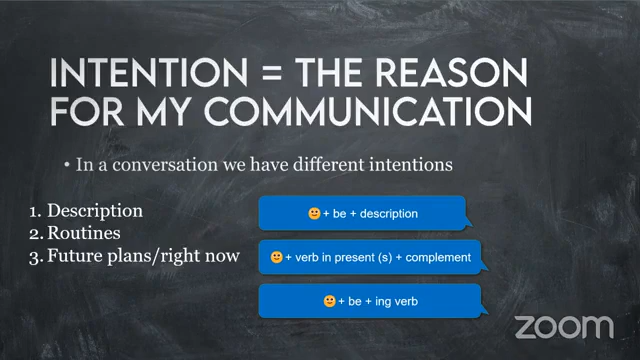 INTENTION = THE REASON
FOR MY COMMUNICATION
• In a conversation we have different intentions
1. Description
2. Routines
3. Future plans/right now
🙂 + be + description
🙂 + verb in present (s) + complement
🙂 + be + ing verb
zoom